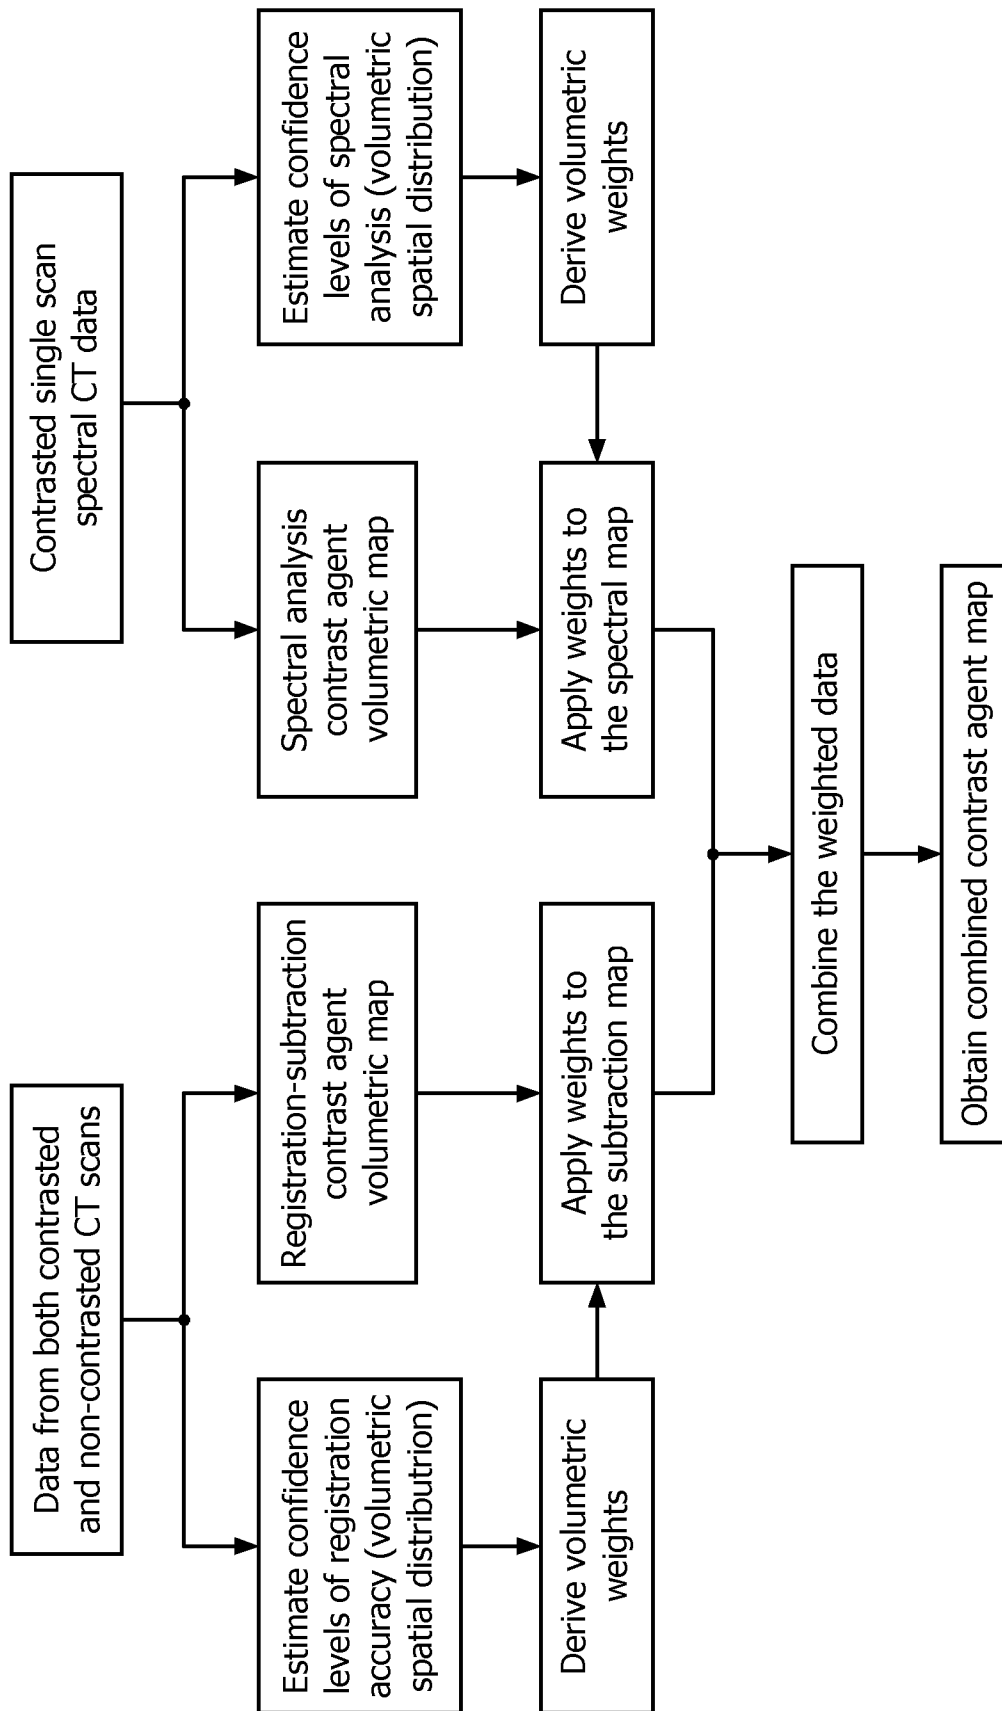 Data from both contrasted
and non-contrasted CT scans
Contrasted single scan
spectral CT data
Estimate confidence
levels of registration
accuracy (volumetric
spatial distributrion)
Registration-subtraction
contrast agent
volumetric map
Spectral analysis
contrast agent
volumetric map
Estimate confidence
levels of spectral
analysis (volumetric
spatial distribution)
Derive volumetric
weights
Apply weights to
the subtraction map
Apply weights to
the spectral map
Derive volumetric
weights
Combine the weighted data
Obtain combined contrast agent map